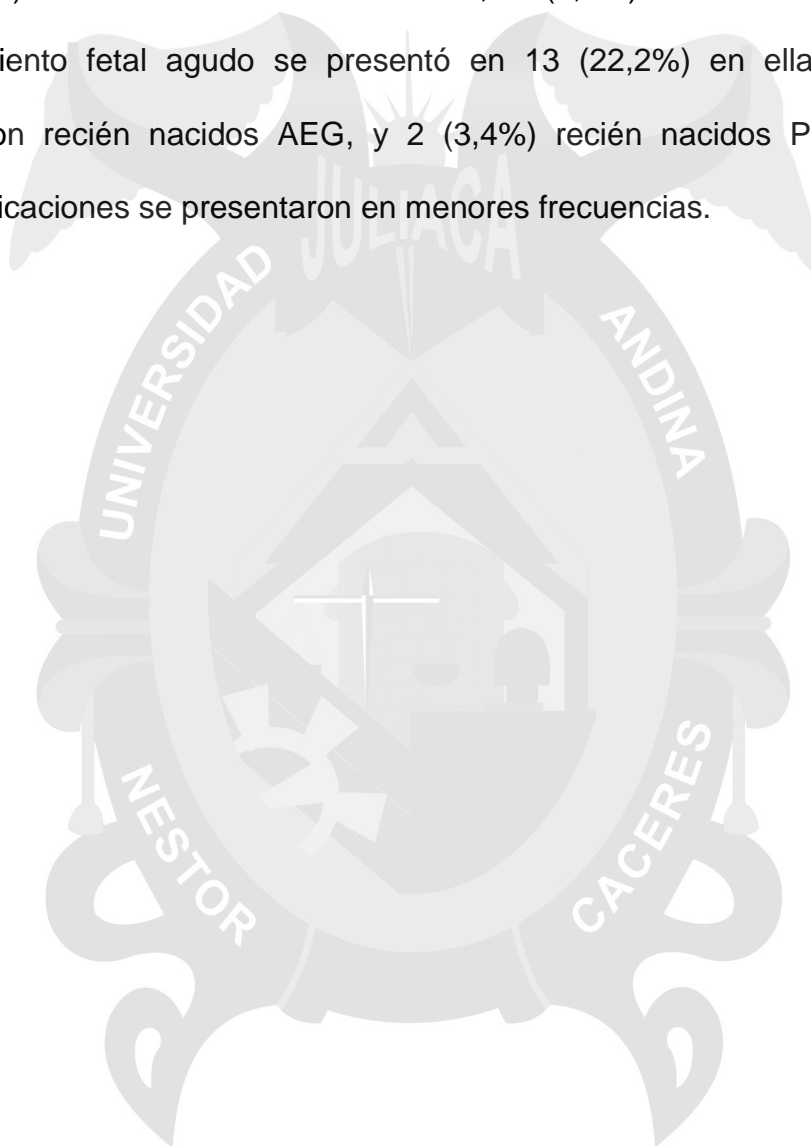 iento fetal agudo se presentó en 13 (22,2%) en ella
on recién nacidos AEG, y 2 (3,4%) recién nacidos P
icaciones se presentaron en menores frecuencias.
JULIACA
UNIVERSIDAD
ANDINA
NESTOR
CACERES